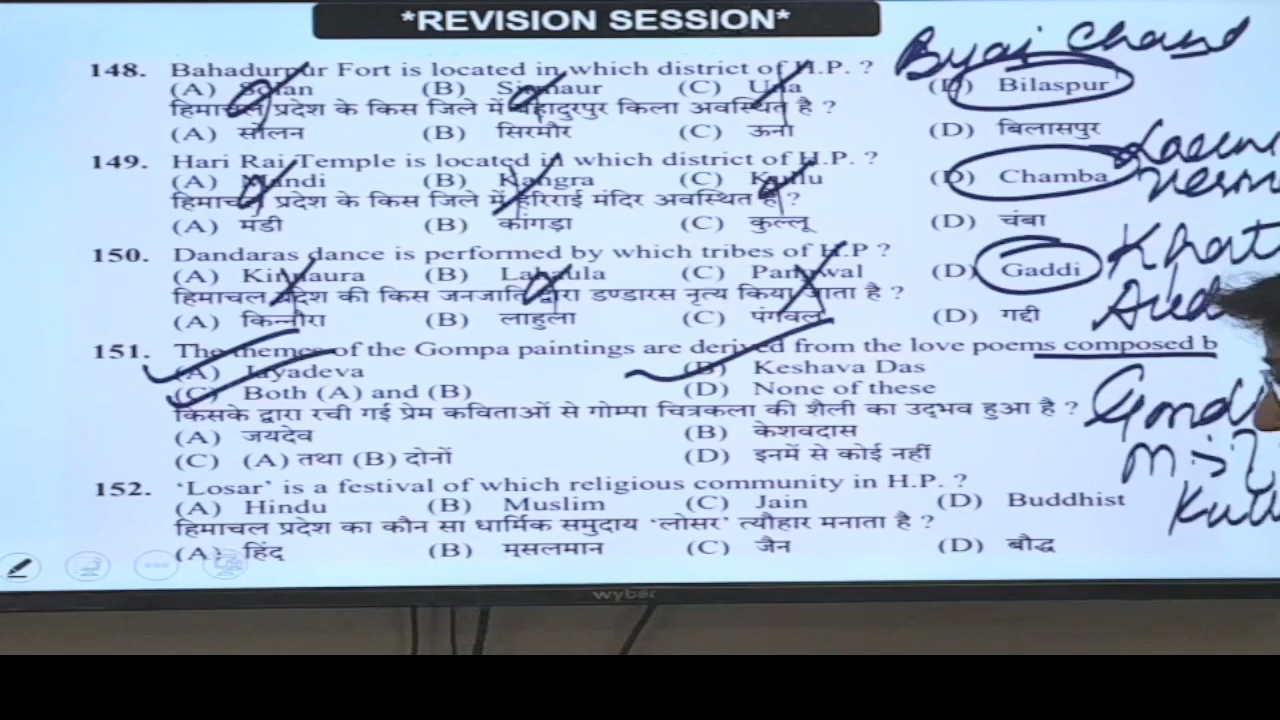 *REVISION SESSION*
Byai Chand
148. Bahadurpur Fort is located in which district of H.P. ?
(A) Solan (B) Sirmaur (C) Una (D) Bilaspur
हिमाचल प्रदेश के किस जिले में बहादुरपुर किला अवस्थित है ?
(A) सोलन (B) सिरमौर (C) ऊना (D) बिलासपुर
149. Hari Rai Temple is located in which district of H.P. ?
(A) Mandi (B) Kangra (C) Kullu (D) Chamba
हिमाचल प्रदेश के किस जिले में हरिराई मंदिर अवस्थित है ?
(A) मंडी (B) कांगड़ा (C) कुल्लू (D) चंबा
150. Dandaras dance is performed by which tribes of H.P ?
(A) Kinnaura (B) Lahaula (C) Pangwal (D) Gaddi
हिमाचल प्रदेश की किस जनजाति द्वारा डण्डारस नृत्य किया जाता है ?
(A) किन्नौरा (B) लाहुला (C) पंगवाल (D) गद्दी
151. The themes of the Gompa paintings are derived from the love poems composed b
(A) Jayadeva (B) Keshava Das
(C) Both (A) and (B) (D) None of these
किसके द्वारा रची गई प्रेम कविताओं से गोम्पा चित्रकला की शैली का उद्भव हुआ है ?
(A) जयदेव (B) केशवदास
(C) (A) तथा (B) दोनों (D) इनमें से कोई नहीं
152. ‘Losar’ is a festival of which religious community in H.P. ?
(A) Hindu (B) Muslim (C) Jain (D) Buddhist
हिमाचल प्रदेश का कौन सा धार्मिक समुदाय ‘लोसर’ त्यौहार मनाता है ?
(A) हिंदू (B) मुसलमान (C) जैन (D) बौद्ध
wyber